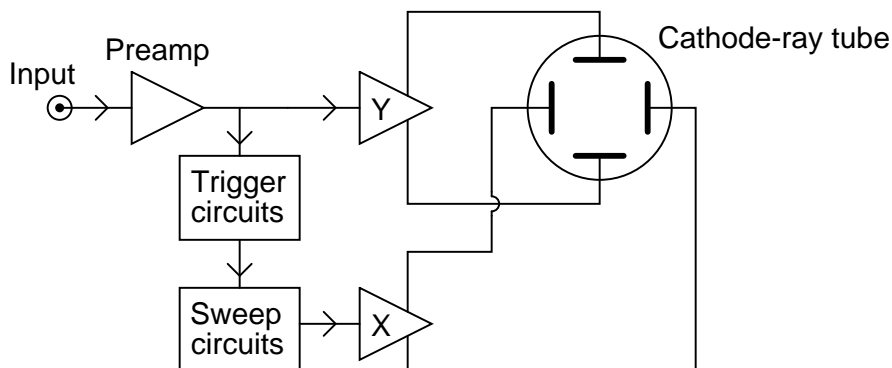 Preamp
Cathode-ray tube
Input
Y
Trigger
circuits
Sweep
circuits
X